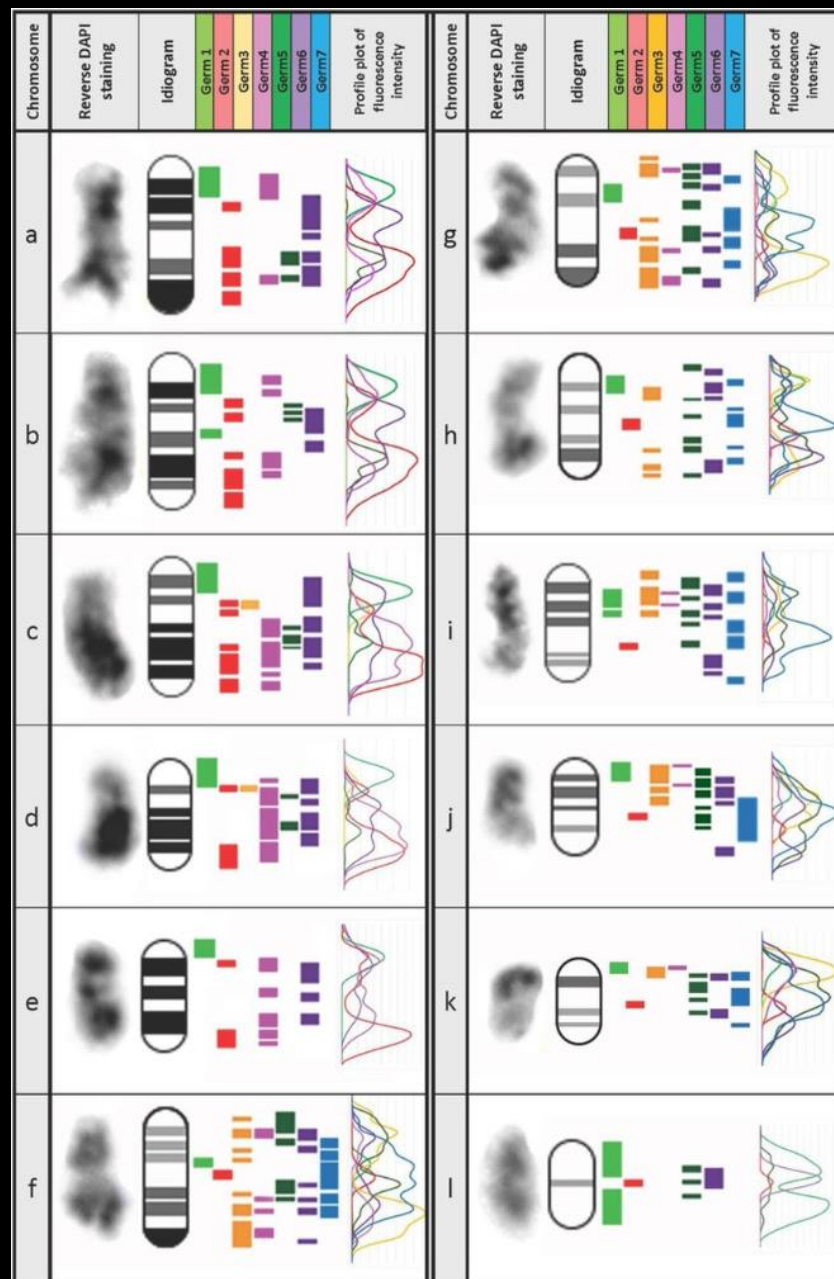 Chromosome
Reverse DAPI
staining
Idiogram
Germ 1
Germ 2
Germ3
Germ4
Germ5
Germ6
Germ7
Profile plot of
fluorescence
intensity
a
b
c
d
e
f
Chromosome
Reverse DAPI
staining
Idiogram
Germ 1
Germ 2
Germ3
Germ4
Germ5
Germ6
Germ7
Profile plot of
fluorescence
intensity
g
h
i
j
k
l